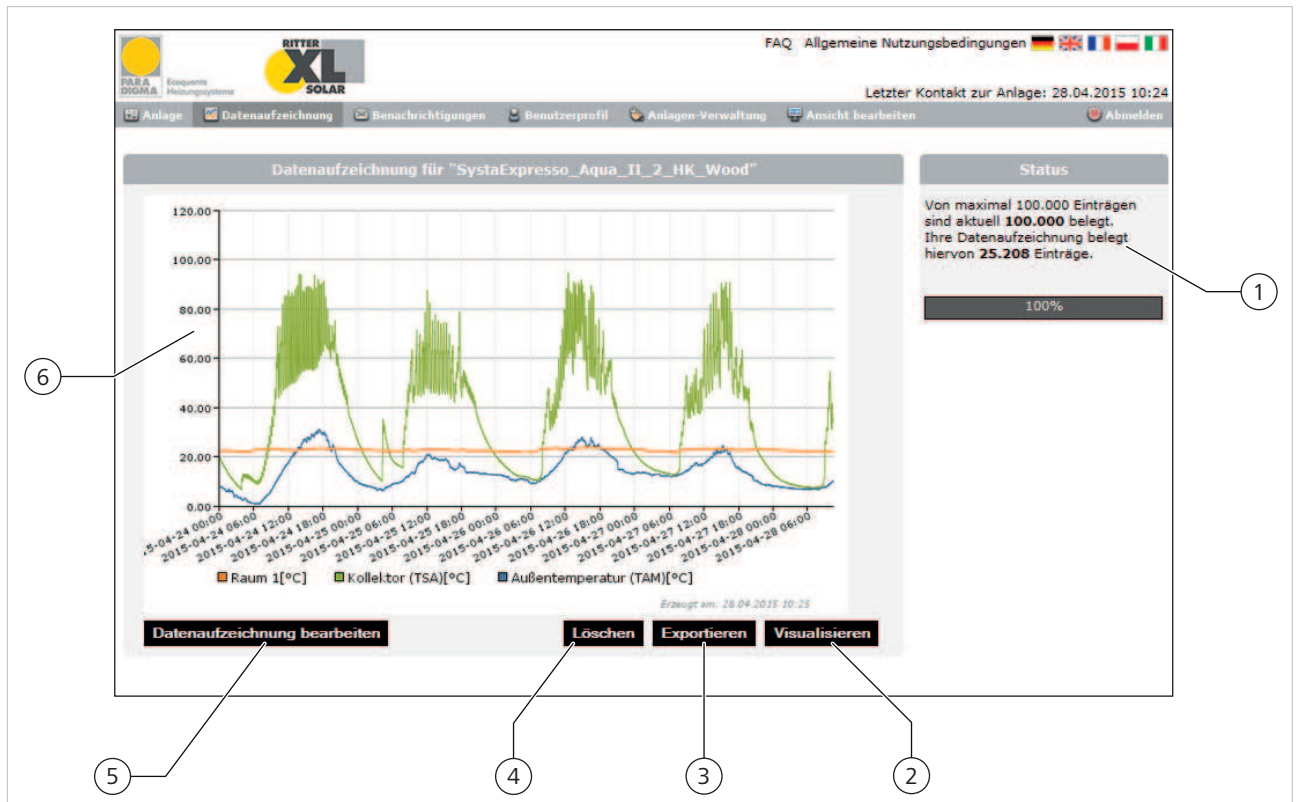 RITTER
XL
SOLAR
PARA
DIGMA
Ecoquente
Heizungssysteme
FAQ Allgemeine Nutzungsbedingungen
Letzter Kontakt zur Anlage: 28.04.2015 10:24
Anlage Datenaufzeichnung Benachrichtigungen Benutzerprofil Anlagen-Verwaltung Ansicht bearbeiten Abmelden
Datenaufzeichnung für "SystaExpresso_Aqua_II_2_HK_Wood"
120.00
100.00
80.00
60.00
40.00
20.00
0.00
5-04-24 00:00
2015-04-24 06:00
2015-04-24 12:00
2015-04-24 18:00
2015-04-25 00:00
2015-04-25 06:00
2015-04-25 12:00
2015-04-25 18:00
2015-04-26 00:00
2015-04-26 06:00
2015-04-26 12:00
2015-04-26 18:00
2015-04-27 00:00
2015-04-27 06:00
2015-04-27 12:00
2015-04-27 18:00
2015-04-28 00:00
2015-04-28 06:00
Raum 1[°C] Kollektor (TSA)[°C] Außentemperatur (TAM)[°C]
Erzeugt am: 28.04.2015 10:25
Datenaufzeichnung bearbeiten Löschen Exportieren Visualisieren
Status
Von maximal 100.000 Einträgen
sind aktuell 100.000 belegt.
Ihre Datenaufzeichnung belegt
hiervon 25.208 Einträge.
100%
1
6
5
4
3
2